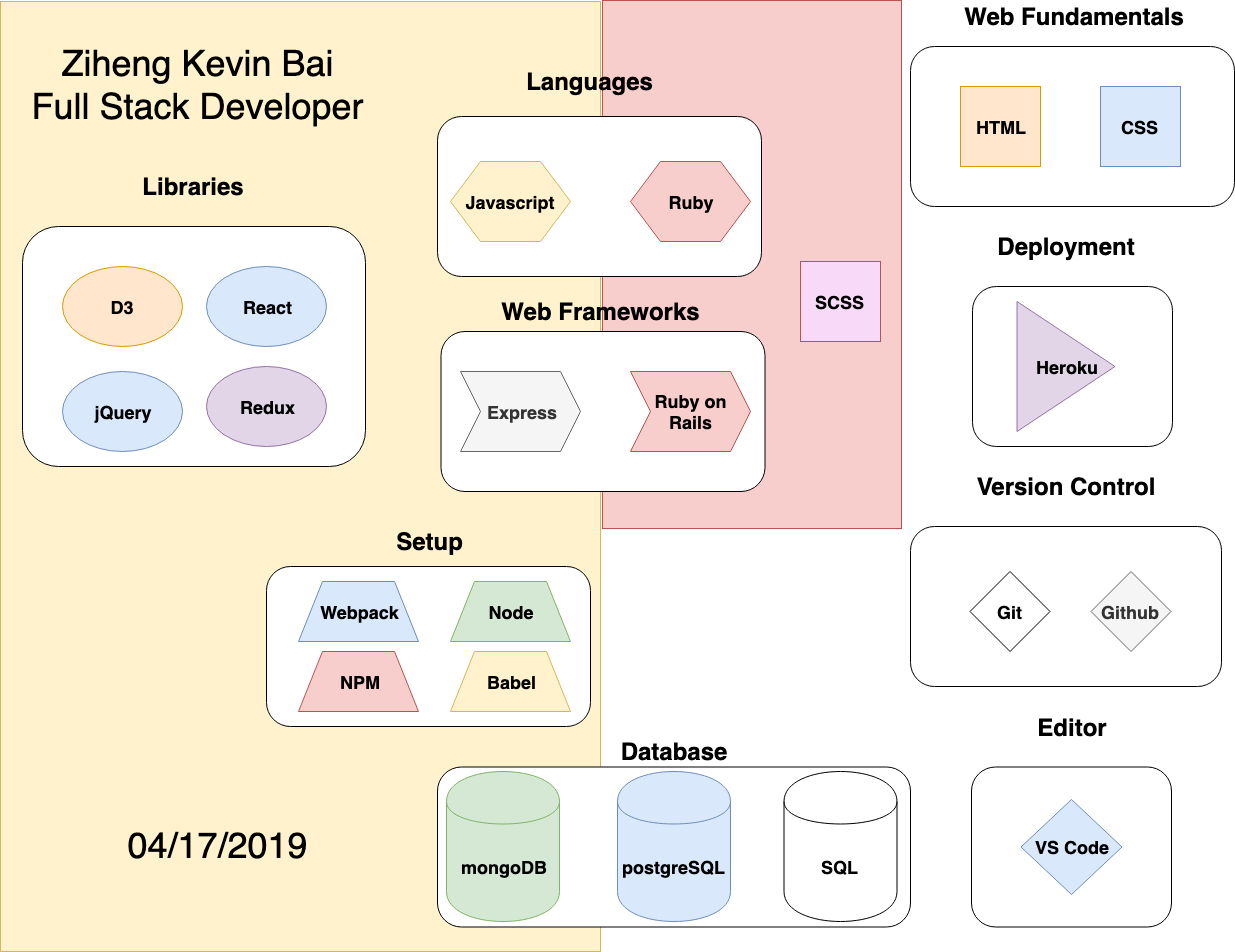 Ziheng Kevin Bai
Full Stack Developer
Libraries
D3
React
jQuery
Redux
Languages
Javascript
Ruby
Web Frameworks
Express
Ruby on
Rails
SCSS
Setup
Webpack
Node
NPM
Babel
Database
mongoDB
postgreSQL
SQL
04/17/2019
Web Fundamentals
HTML
CSS
Deployment
Heroku
Version Control
Git
Github
Editor
VS Code